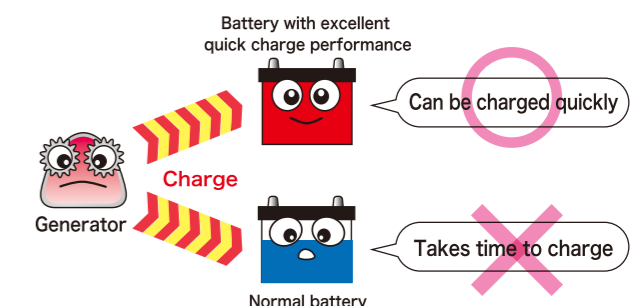 Battery with excellent
quick charge performance
Can be charged quickly
Charge
Generator
Takes time to charge
Normal battery